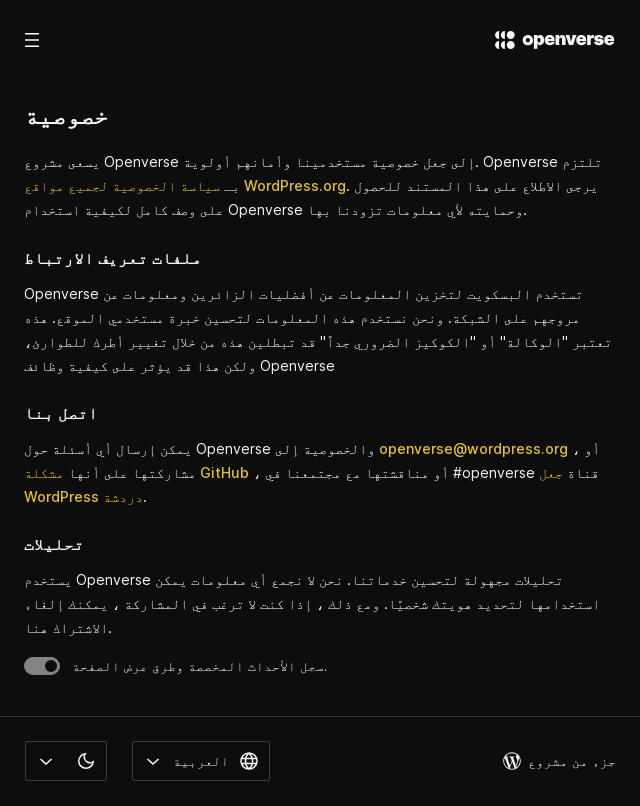 openverse
خصوصية
يسعى مشروع Openverse إلى جعل خصوصية مستخدمينا وأمانهم أولوية. Openverse تلتزم
بـ سياسة الخصوصية لجميع مواقع WordPress.org. يرجى الاطلاع على هذا المستند للحصول
على وصف كامل لكيفية استخدام Openverse وحمايته لأي معلومات تزودنا بها.
ملفات تعريف الارتباط
Openverse تستخدم البسكويت لتخزين المعلومات عن أفضليات الزائرين ومعلومات عن
مروجهم على الشبكة. ونحن نستخدم هذه المعلومات لتحسين خبرة مستخدمي الموقع. هذه
تعتبر "الوكالة" أو "الكوكيز الضروري جداً" قد تبطلين هذه من خلال تغيير أطرك للطوارئ،
ولكن هذا قد يؤثر على كيفية وظائف Openverse
اتصل بنا
يمكن إرسال أي أسئلة حول Openverse والخصوصية إلى openverse@wordpress.org ، أو
مشاركتها على أنها مشكلة GitHub ، أو مناقشتها مع مجتمعنا في #openverse قناة جعل
WordPress دردشة.
تحليلات
يستخدم Openverse تحليلات مجهولة لتحسين خدماتنا. نحن لا نجمع أي معلومات يمكن
استخدامها لتحديد هويتك شخصيًا. ومع ذلك ، إذا كنت لا ترغب في المشاركة ، يمكنك إلغاء
الاشتراك هنا.
سجل الأحداث المخصصة وطرق عرض الصفحة.
العربية
جزء من مشروع